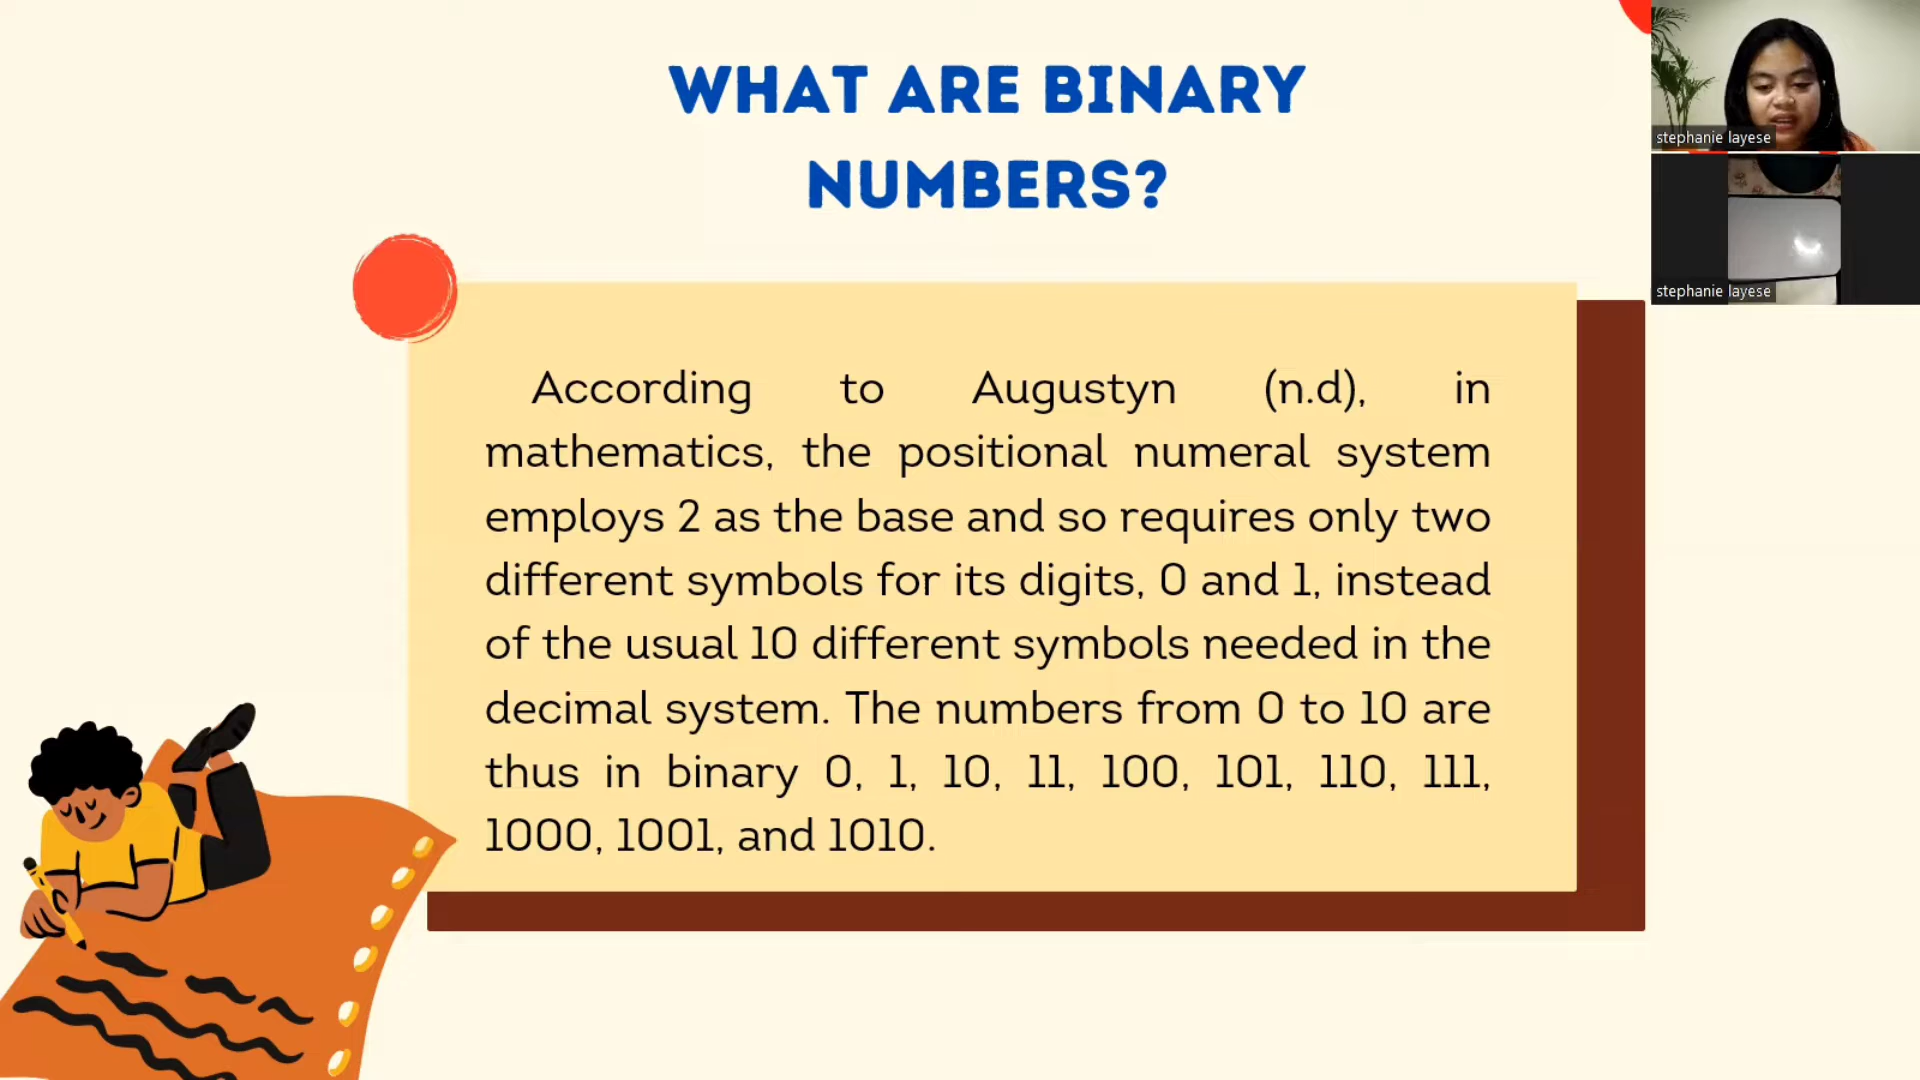 WHAT ARE BINARY
NUMBERS?
stephanie layese
stephanie layese
According to Augustyn (n.d), in
mathematics, the positional numeral system
employs 2 as the base and so requires only two
different symbols for its digits, 0 and 1, instead
of the usual 10 different symbols needed in the
decimal system. The numbers from 0 to 10 are
thus in binary 0, 1, 10, 11, 100, 101, 110, 111,
1000, 1001, and 1010.